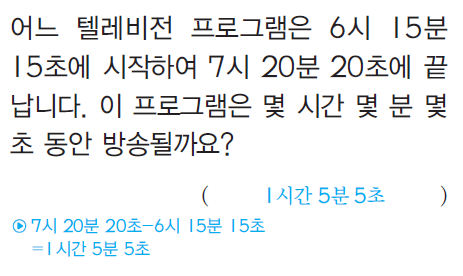 어느 텔레비전 프로그램은 6시 15분
15초에 시작하여 7시 20분 20초에 끝
납니다. 이 프로그램은 몇 시간 몇 분 몇
초 동안 방송될까요?
( 1시간 5분 5초 )
7시 20분 20초-6시 15분 15초
=1시간 5분 5초